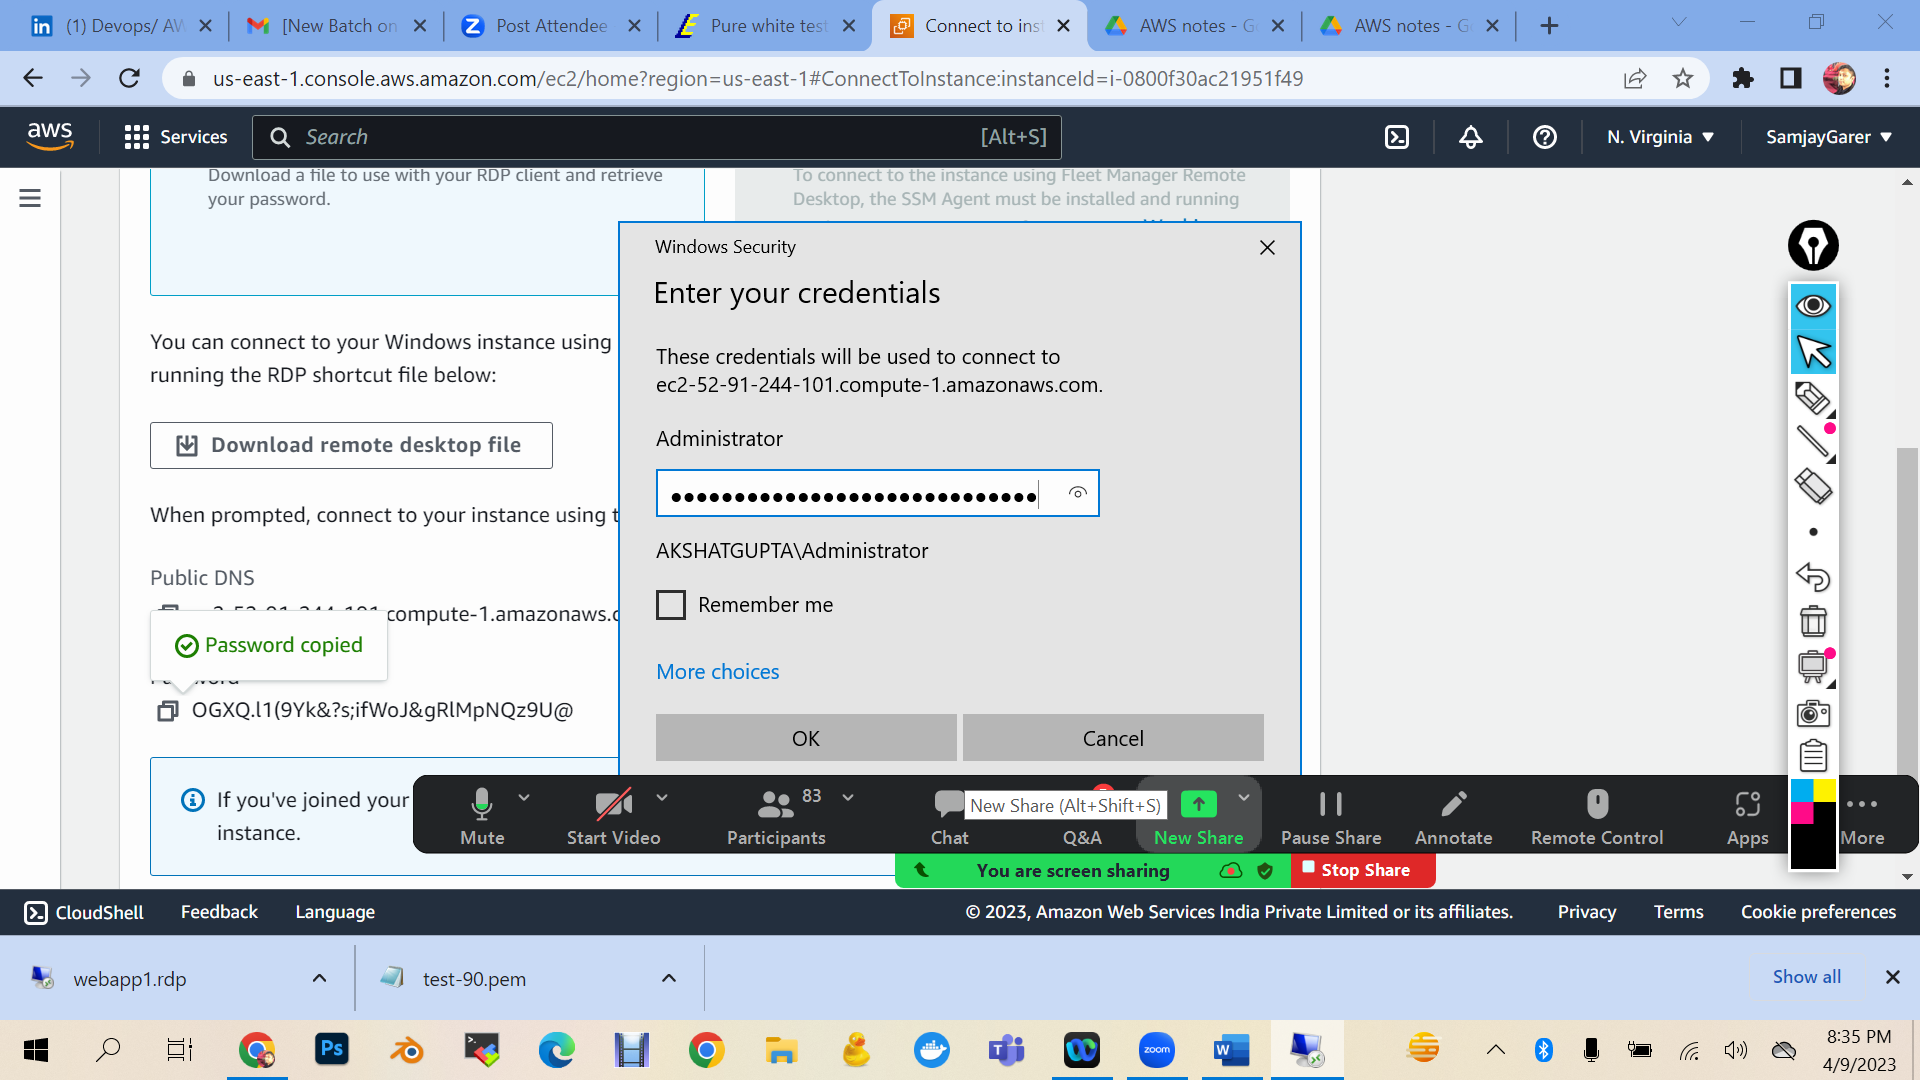 (1) Devops/ AW
[New Batch on
Post Attendee
Pure white test
Connect to inst
AWS notes - Go
AWS notes - Go
us-east-1.console.aws.amazon.com/ec2/home?region=us-east-1#ConnectToInstance:instanceId=i-0800f30ac21951f49
aws
Services
Search
[Alt+S]
N. Virginia
SamjayGarer
Download a file to use with your RDP client and retrieve
your password.
To connect to the instance using Fleet Manager Remote
Desktop, the SSM Agent must be installed and running
You can connect to your Windows instance using
running the RDP shortcut file below:
Download remote desktop file
When prompted, connect to your instance using t
Public DNS
compute-1.amazonaws.c
Password copied
OGXQ.l1(9Yk&?s;ifWoJ&gRlMpNQz9U@
If you've joined your
instance.
Windows Security
Enter your credentials
These credentials will be used to connect to
ec2-52-91-244-101.compute-1.amazonaws.com.
Administrator
AKSHATGUPTA\Administrator
Remember me
More choices
OK
Cancel
Mute
Start Video
83
Participants
Chat
New Share (Alt+Shift+S)
Q&A
New Share
Pause Share
Annotate
Remote Control
Apps
More
You are screen sharing
Stop Share
CloudShell
Feedback
Language
© 2023, Amazon Web Services India Private Limited or its affiliates.
Privacy
Terms
Cookie preferences
webapp1.rdp
test-90.pem
Show all
Ps
zoom
W
8:35 PM
4/9/2023